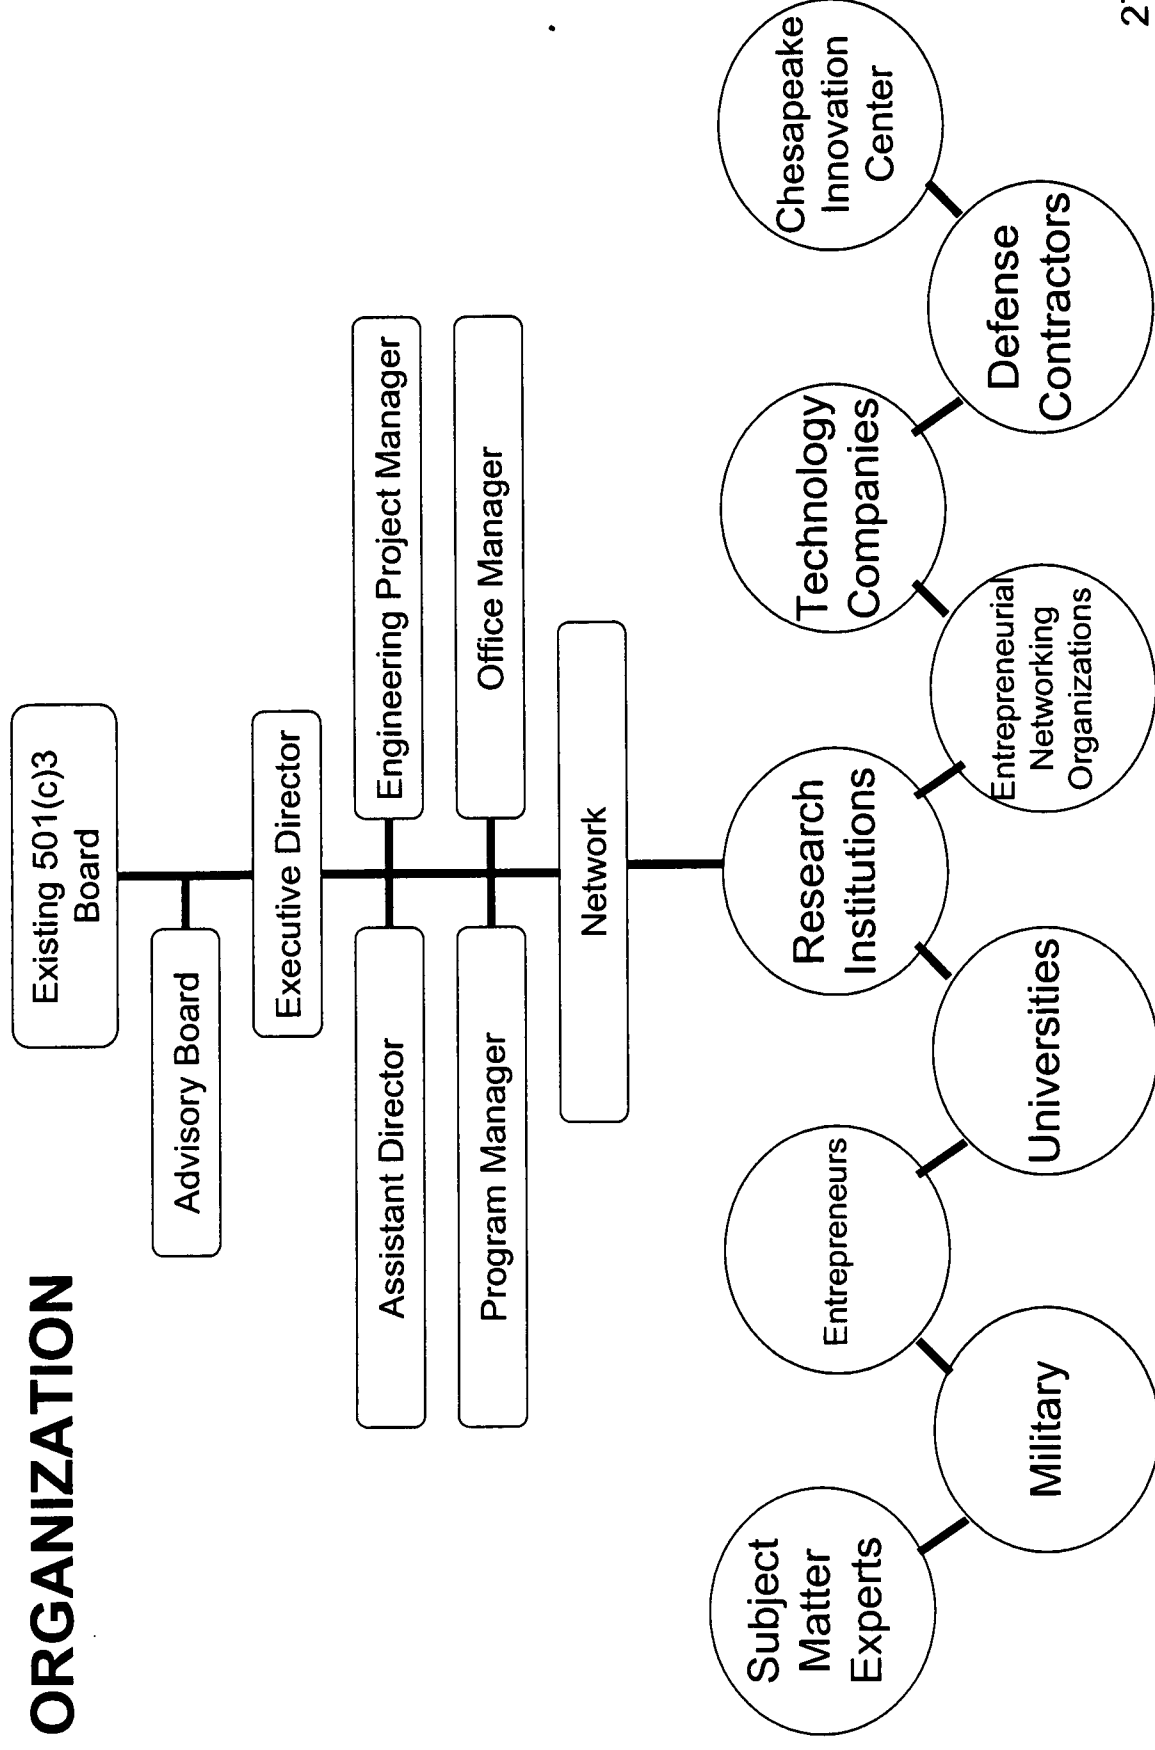 ORGANIZATION
Existing 501(c)3
Board
Advisory Board
Executive Director
Assistant Director
Engineering Project Manager
Program Manager
Office Manager
Network
Subject
Matter
Experts
Military
Entrepreneurs
Universities
Research
Institutions
Entrepreneurial
Networking
Organizations
Technology
Companies
Defense
Contractors
Chesapeake
Innovation
Center